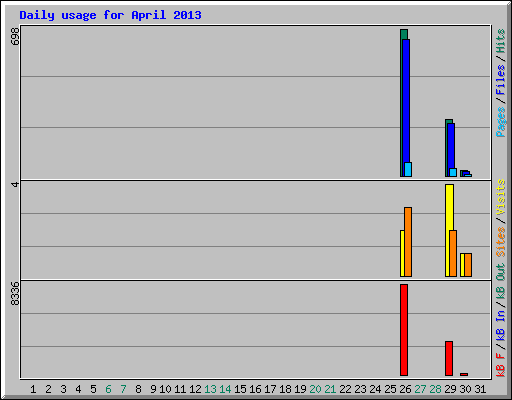 Daily usage for April 2013
698
4
8336
Pages/Files/Hits
Sites/Visits
kB F/kB In/kB Out
1 2 3 4 5 6 7 8 9 10 11 12 13 14 15 16 17 18 19 20 21 22 23 24 25 26 27 28 29 30 31